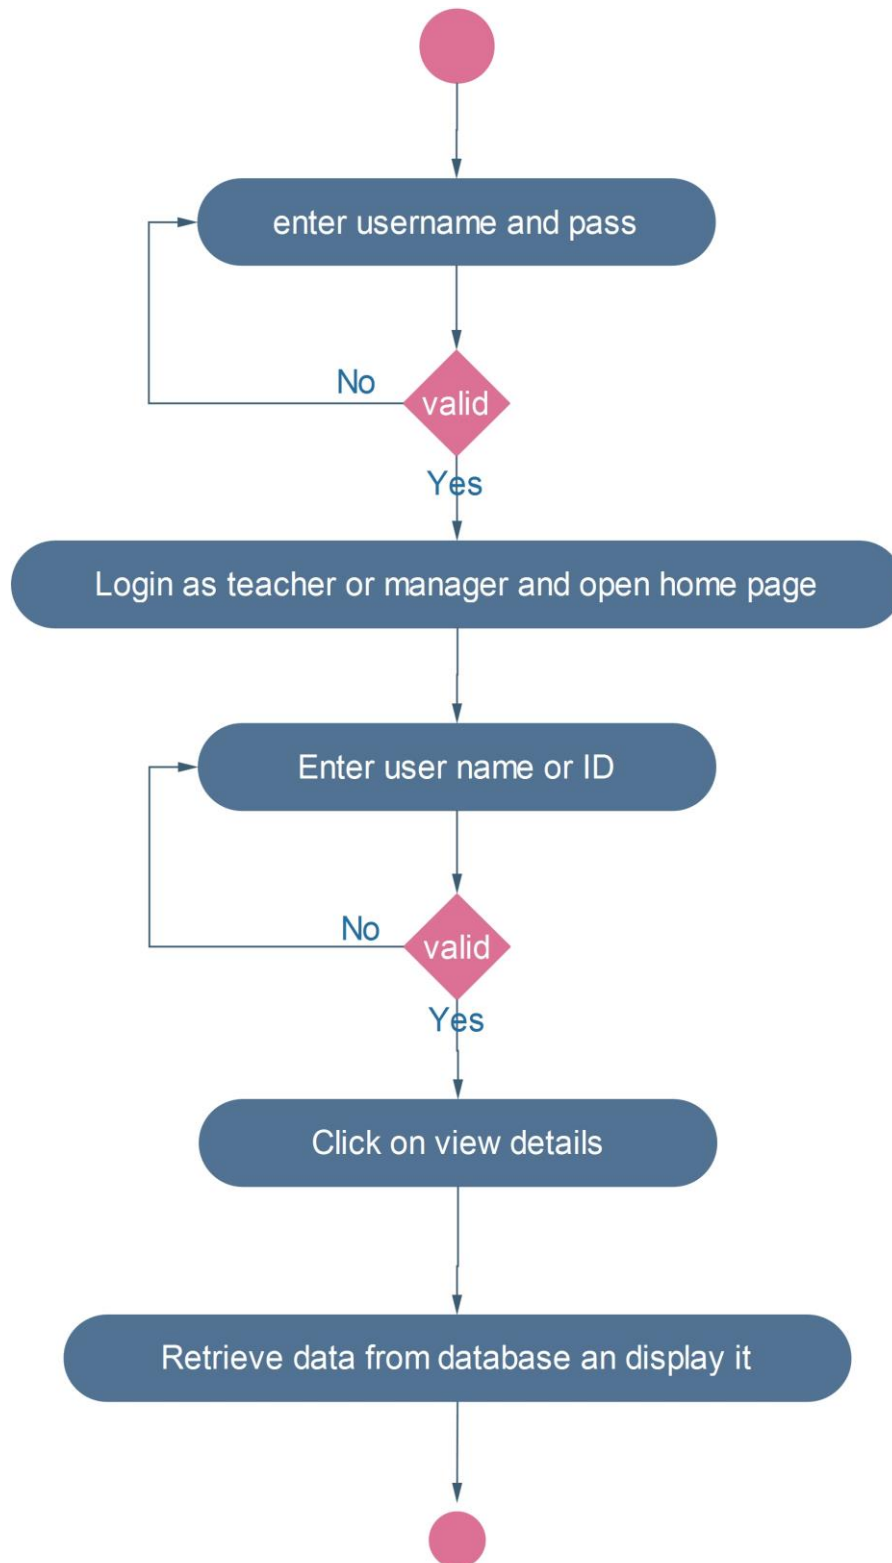 enter username and pass
No
valid
Yes
Login as teacher or manager and open home page
Enter user name or ID
No
valid
Yes
Click on view details
Retrieve data from database an display it